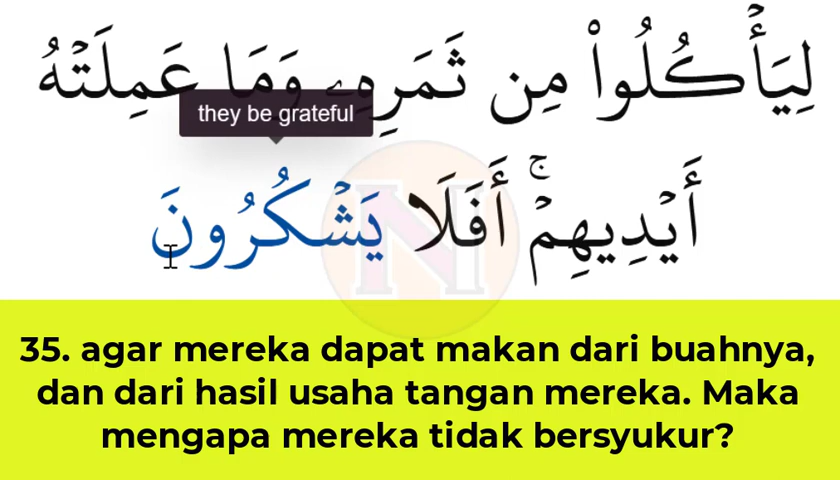 لِيَأْكُلُوا۟ مِن ثَمَرِهِۦ وَمَا عَمِلَتْهُ
they be grateful
أَيْدِيهِمْ ۚ أَفَلَا يَشْكُرُونَ
N
35. agar mereka dapat makan dari buahnya,
dan dari hasil usaha tangan mereka. Maka
mengapa mereka tidak bersyukur?